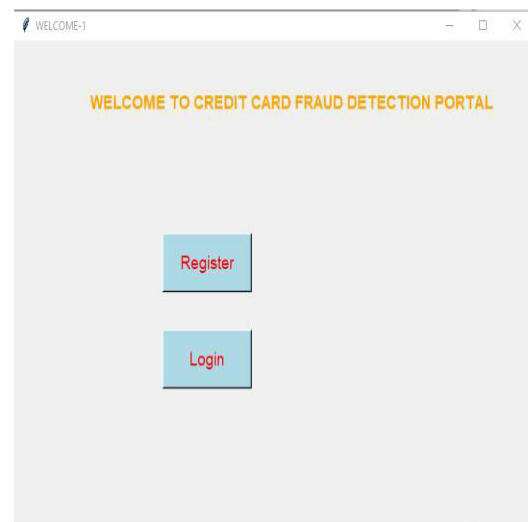 WELCOME-1
WELCOME TO CREDIT CARD FRAUD DETECTION PORTAL
Register
Login